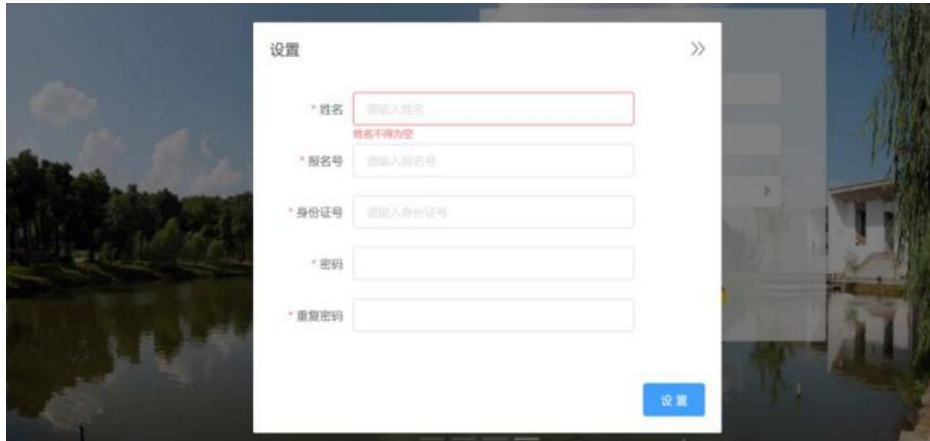 设置
* 姓名 请输入姓名
姓名不得为空
* 报名号 请输入报名号
* 身份证号 请输入身份证号
* 密码
* 重复密码
设 置